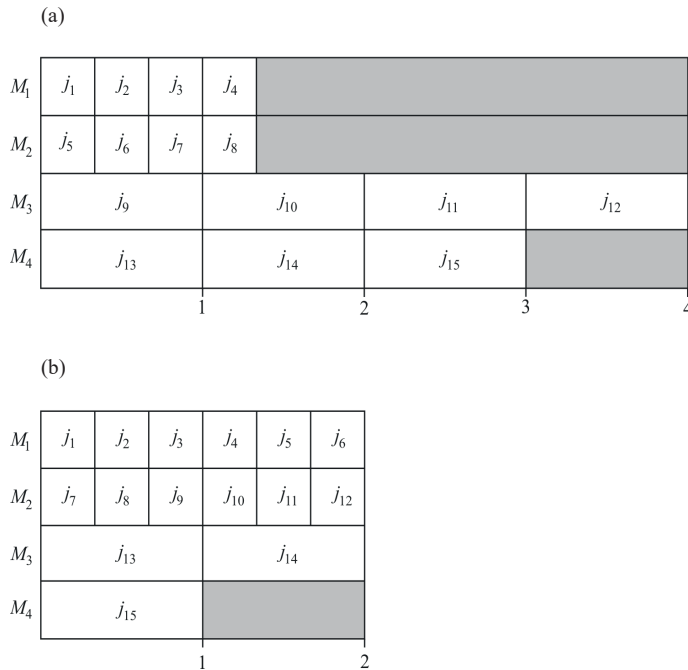 (a)
M₁ j₁ j₂ j₃ j₄
M₂ j₅ j₆ j₇ j₈
M₃ j₉ j₁₀ j₁₁ j₁₂
M₄ j₁₃ j₁₄ j₁₅
1 2 3 4
(b)
M₁ j₁ j₂ j₃ j₄ j₅ j₆
M₂ j₇ j₈ j₉ j₁₀ j₁₁ j₁₂
M₃ j₁₃ j₁₄
M₄ j₁₅
1 2